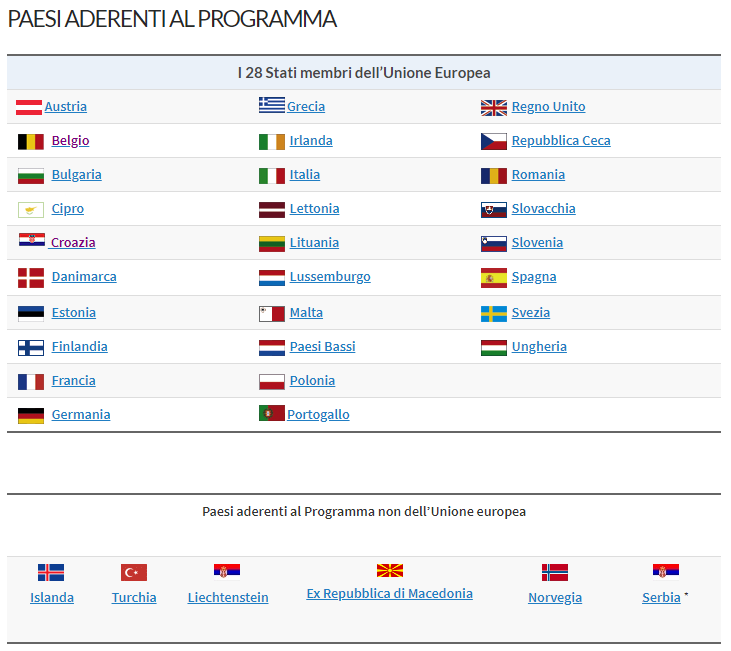 PAESI ADERENTI AL PROGRAMMA
I 28 Stati membri dell'Unione Europea
Austria Grecia Regno Unito
Belgio Irlanda Repubblica Ceca
Bulgaria Italia Romania
Cipro Lettonia Slovacchia
Croazia Lituania Slovenia
Danimarca Lussemburgo Spagna
Estonia Malta Svezia
Finlandia Paesi Bassi Ungheria
Francia Polonia
Germania Portogallo
Paesi aderenti al Programma non dell'Unione europea
Islanda Turchia Liechtenstein Ex Repubblica di Macedonia Norvegia Serbia *